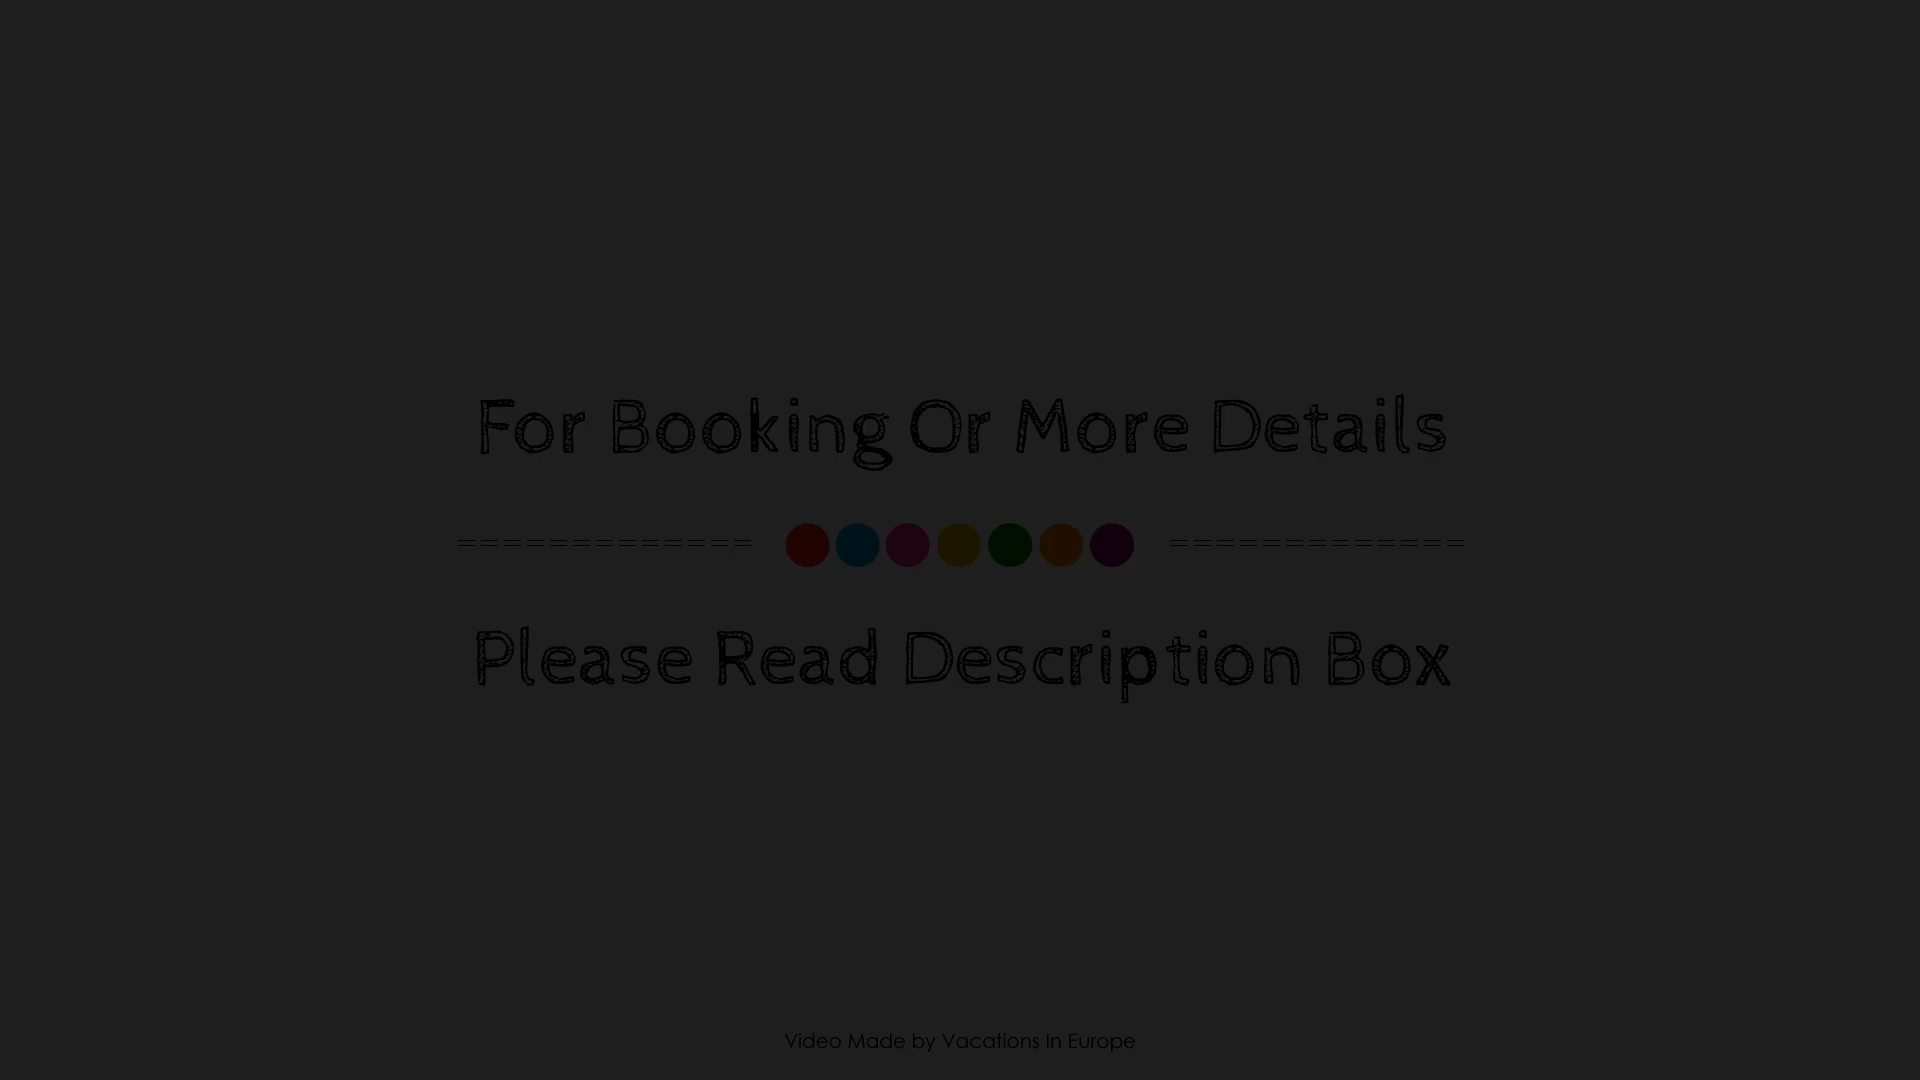 For Booking Or More Details
============= =============
Please Read Description Box
Video Made by Vacations In Europe